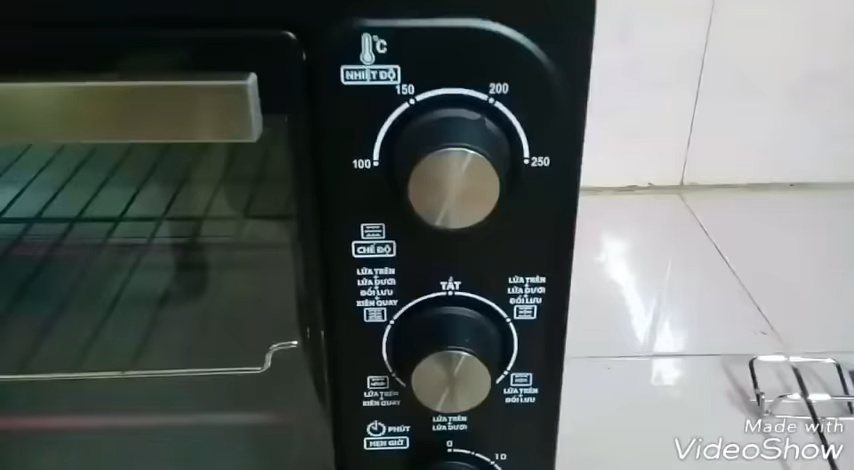 °C
NHIỆT ĐỘ
150 200
100 250
CHẾ ĐỘ
LỬA TRÊN
+
LỬA DƯỚI
+
ĐỐI LƯU
+
XIÊN QUAY
TẮT
LỬA TRÊN
+
LỬA DƯỚI
+
ĐỐI LƯU
LỬA TRÊN
+
XIÊN QUAY
LỬA TRÊN
+
ĐỐI LƯU
LỬA TRÊN
+
LỬA DƯỚI
PHÚT
HẸN GIỜ
0
10
Made with
VideoShow